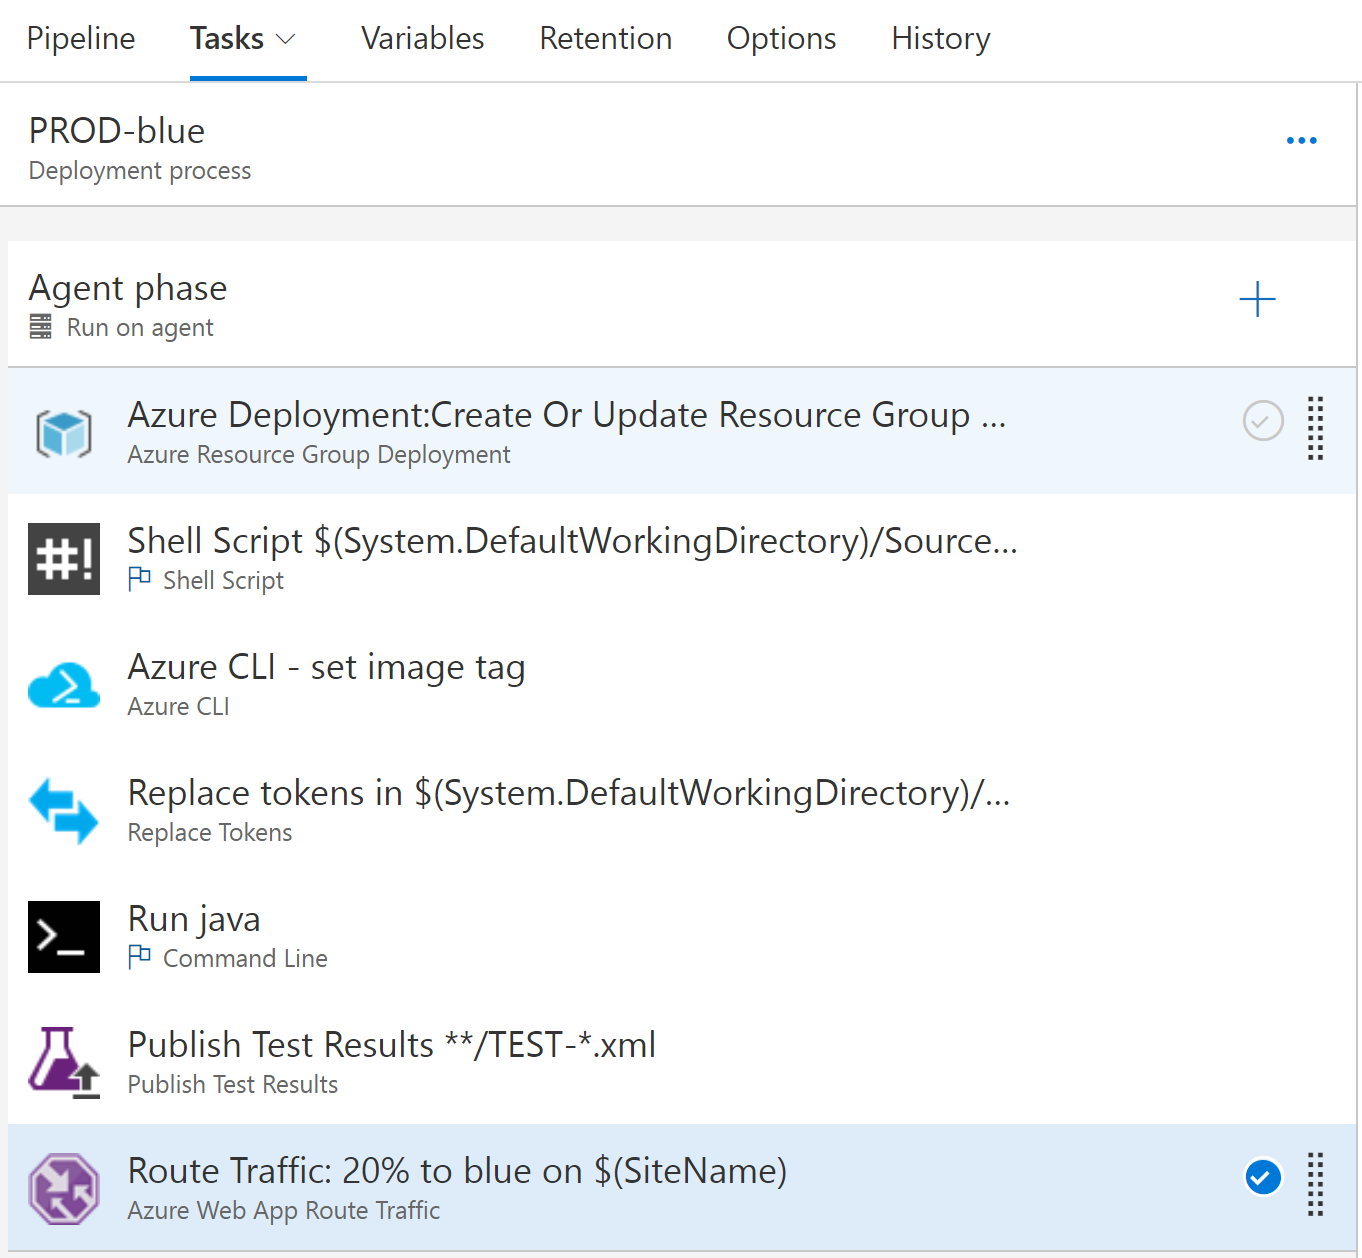 Pipeline Tasks Variables Retention Options History
PROD-blue
Deployment process
Agent phase
Run on agent
Azure Deployment:Create Or Update Resource Group ...
Azure Resource Group Deployment
#!
Shell Script $(System.DefaultWorkingDirectory)/Source...
Shell Script
Azure CLI - set image tag
Azure CLI
Replace tokens in $(System.DefaultWorkingDirectory)/...
Replace Tokens
>_
Run java
Command Line
Publish Test Results **/TEST-*.xml
Publish Test Results
Route Traffic: 20% to blue on $(SiteName)
Azure Web App Route Traffic